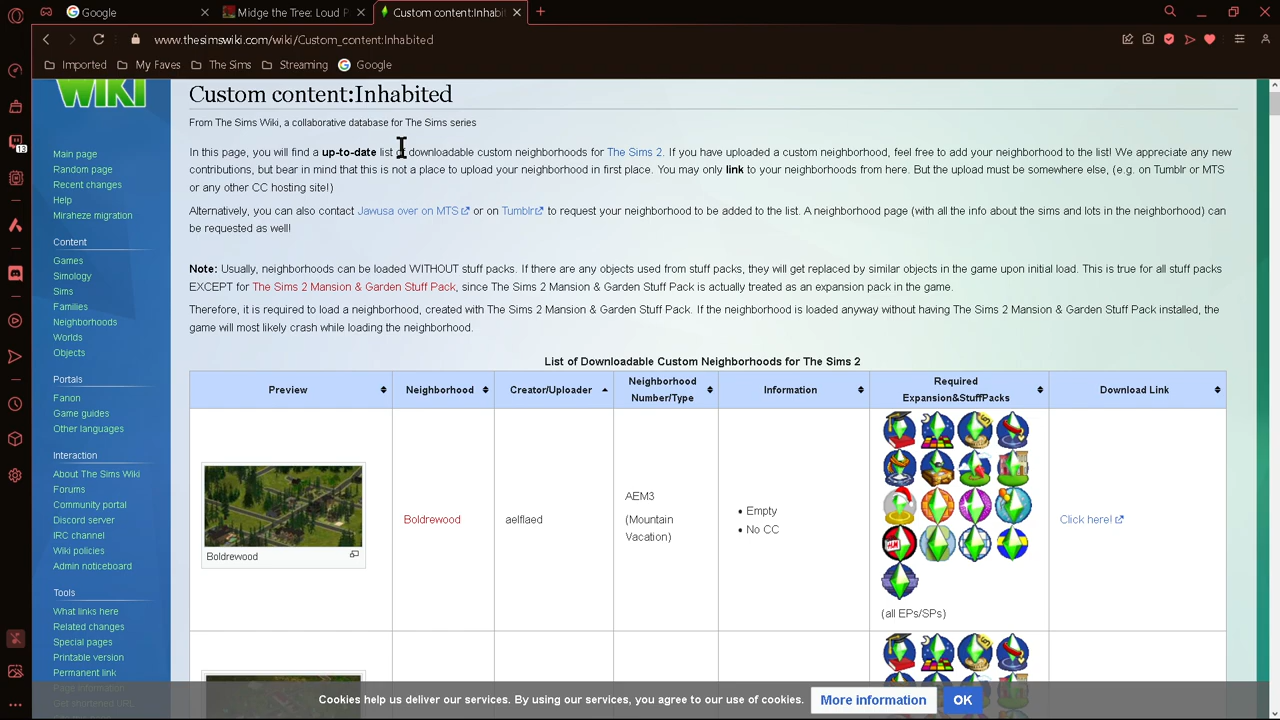 Google
Midge the Tree: Loud P
Custom content:Inhabi
www.thesimswiki.com/wiki/Custom_content:Inhabited
Imported
My Faves
The Sims
Streaming
Google
13
WIKI
Main page
Random page
Recent changes
Help
Miraheze migration
Content
Games
Simology
Sims
Families
Neighborhoods
Worlds
Objects
Portals
Fanon
Game guides
Other languages
Interaction
About The Sims Wiki
Forums
Community portal
Discord server
IRC channel
Wiki policies
Admin noticeboard
Tools
What links here
Related changes
Special pages
Printable version
Permanent link
Page information
Get shortened URL
Custom content:Inhabited
From The Sims Wiki, a collaborative database for The Sims series
In this page, you will find a up-to-date list of downloadable custom neighborhoods for The Sims 2. If you have uploaded a custom neighborhood, feel free to add your neighborhood to the list! We appreciate any new
contributions, but bear in mind that this is not a place to upload your neighborhood in first place. You may only link to your neighborhoods from here. But the upload must be somewhere else, (e.g. on Tumblr or MTS
or any other CC hosting site!)
Alternatively, you can also contact Jawusa over on MTS or on Tumblr to request your neighborhood to be added to the list. A neighborhood page (with all the info about the sims and lots in the neighborhood) can
be requested as well!
Note: Usually, neighborhoods can be loaded WITHOUT stuff packs. If there are any objects used from stuff packs, they will get replaced by similar objects in the game upon initial load. This is true for all stuff packs
EXCEPT for The Sims 2 Mansion & Garden Stuff Pack, since The Sims 2 Mansion & Garden Stuff Pack is actually treated as an expansion pack in the game.
Therefore, it is required to load a neighborhood, created with The Sims 2 Mansion & Garden Stuff Pack. If the neighborhood is loaded anyway without having The Sims 2 Mansion & Garden Stuff Pack installed, the
game will most likely crash while loading the neighborhood.
List of Downloadable Custom Neighborhoods for The Sims 2
Preview
Neighborhood
Creator/Uploader
Neighborhood
Number/Type
Information
Required
Expansion&StuffPacks
Download Link
Boldrewood
Boldrewood
aelflaed
AEM3
(Mountain
Vacation)
• Empty
• No CC
(all EPs/SPs)
Click here!
Cookies help us deliver our services. By using our services, you agree to our use of cookies.
More information
OK